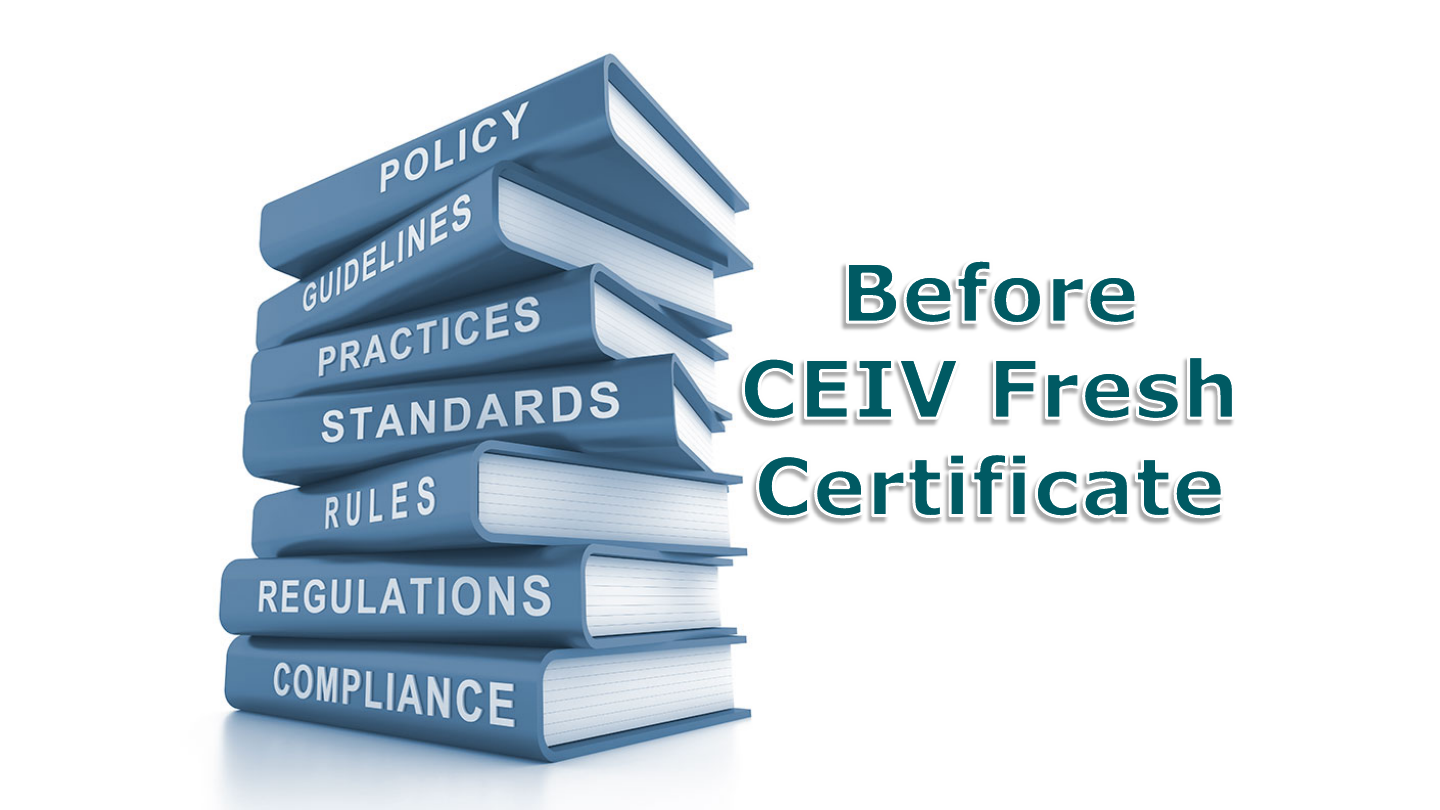 POLICY
GUIDELINES
PRACTICES
STANDARDS
RULES
REGULATIONS
COMPLIANCE
Before
CEIV Fresh
Certificate